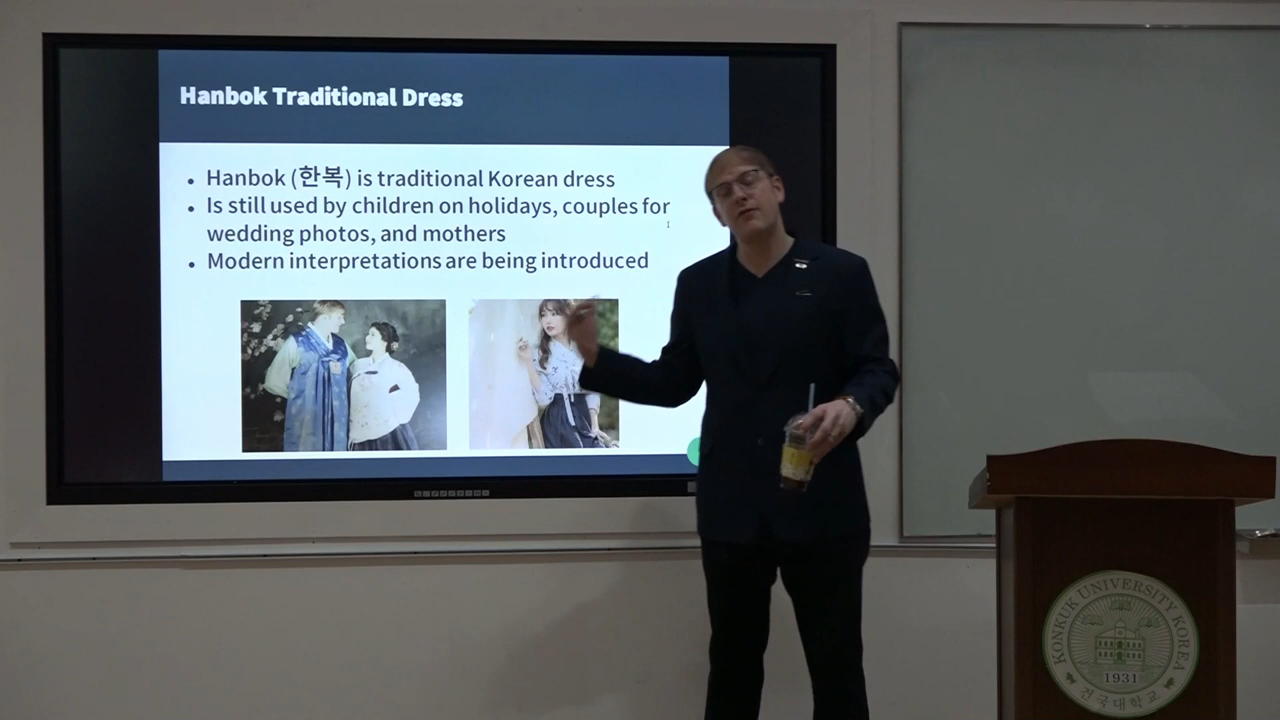 Hanbok Traditional Dress
• Hanbok (한복) is traditional Korean dress
• Is still used by children on holidays, couples for
wedding photos, and mothers
• Modern interpretations are being introduced
KONKUK UNIVERSITY KOREA
1931
건국대학교